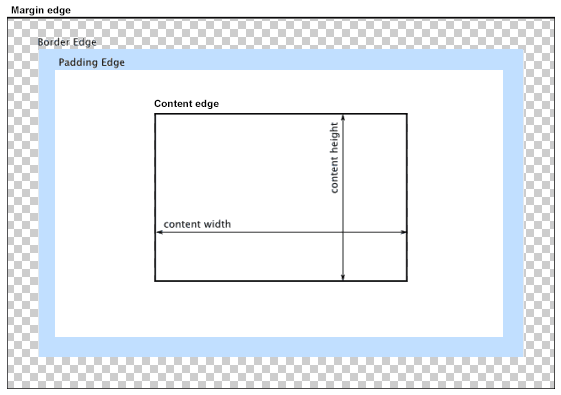 Margin edge
Border Edge
Padding Edge
Content edge
content height
content width